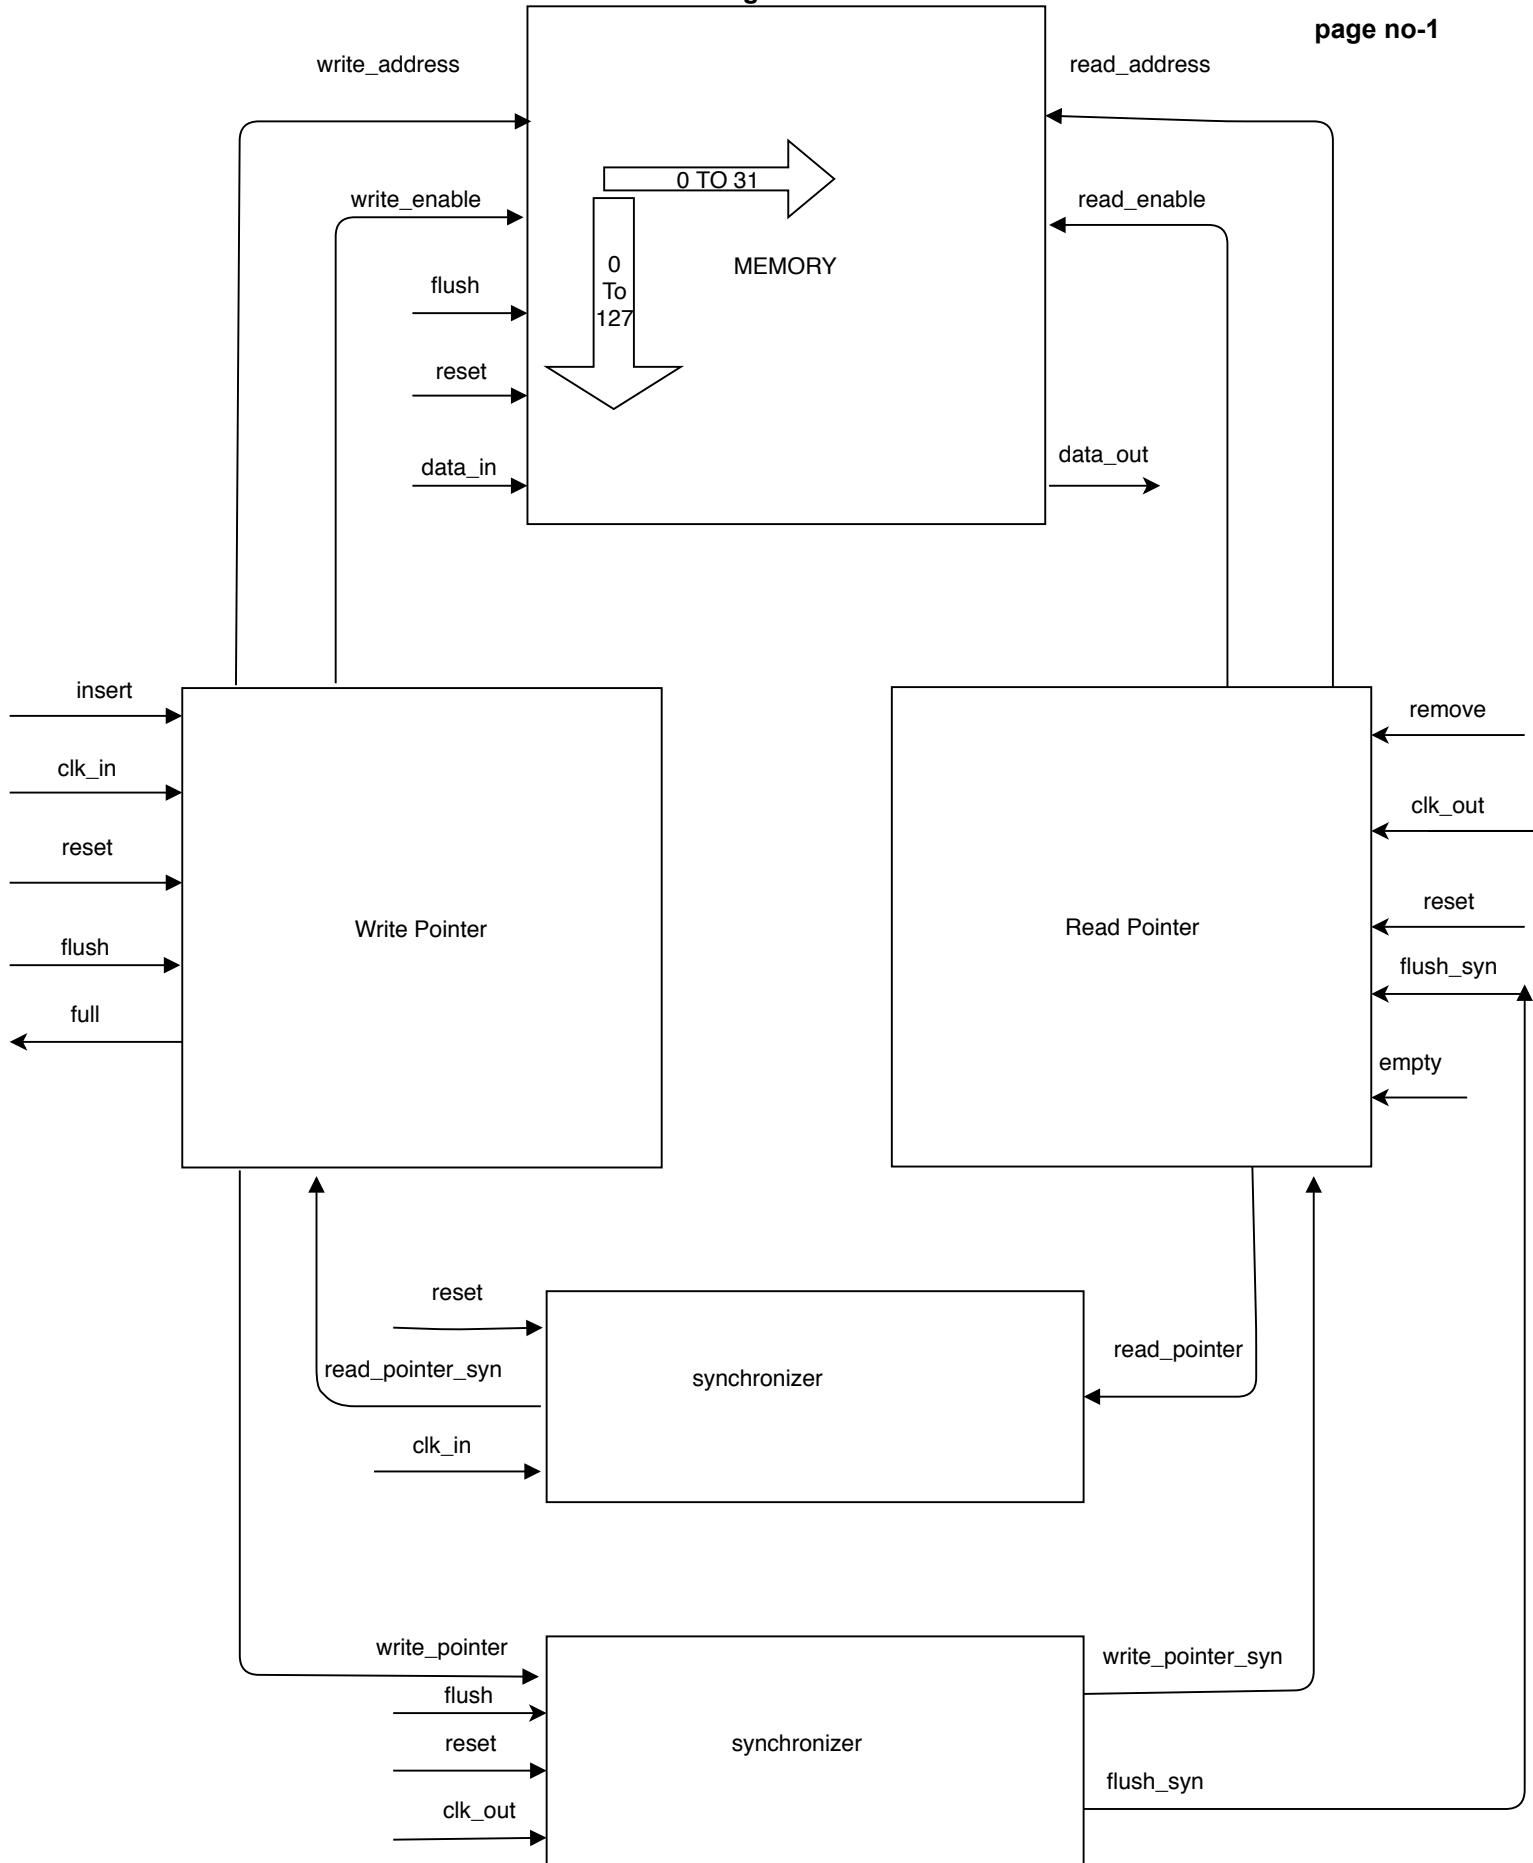 page no-1
write_address
read_address
0 TO 31
write_enable
read_enable
0
To
127
MEMORY
flush
reset
data_in
data_out
insert
remove
clk_in
clk_out
reset
reset
Write Pointer
Read Pointer
flush
flush_syn
full
empty
reset
read_pointer
read_pointer_syn
synchronizer
clk_in
write_pointer
write_pointer_syn
flush
reset
synchronizer
flush_syn
clk_out